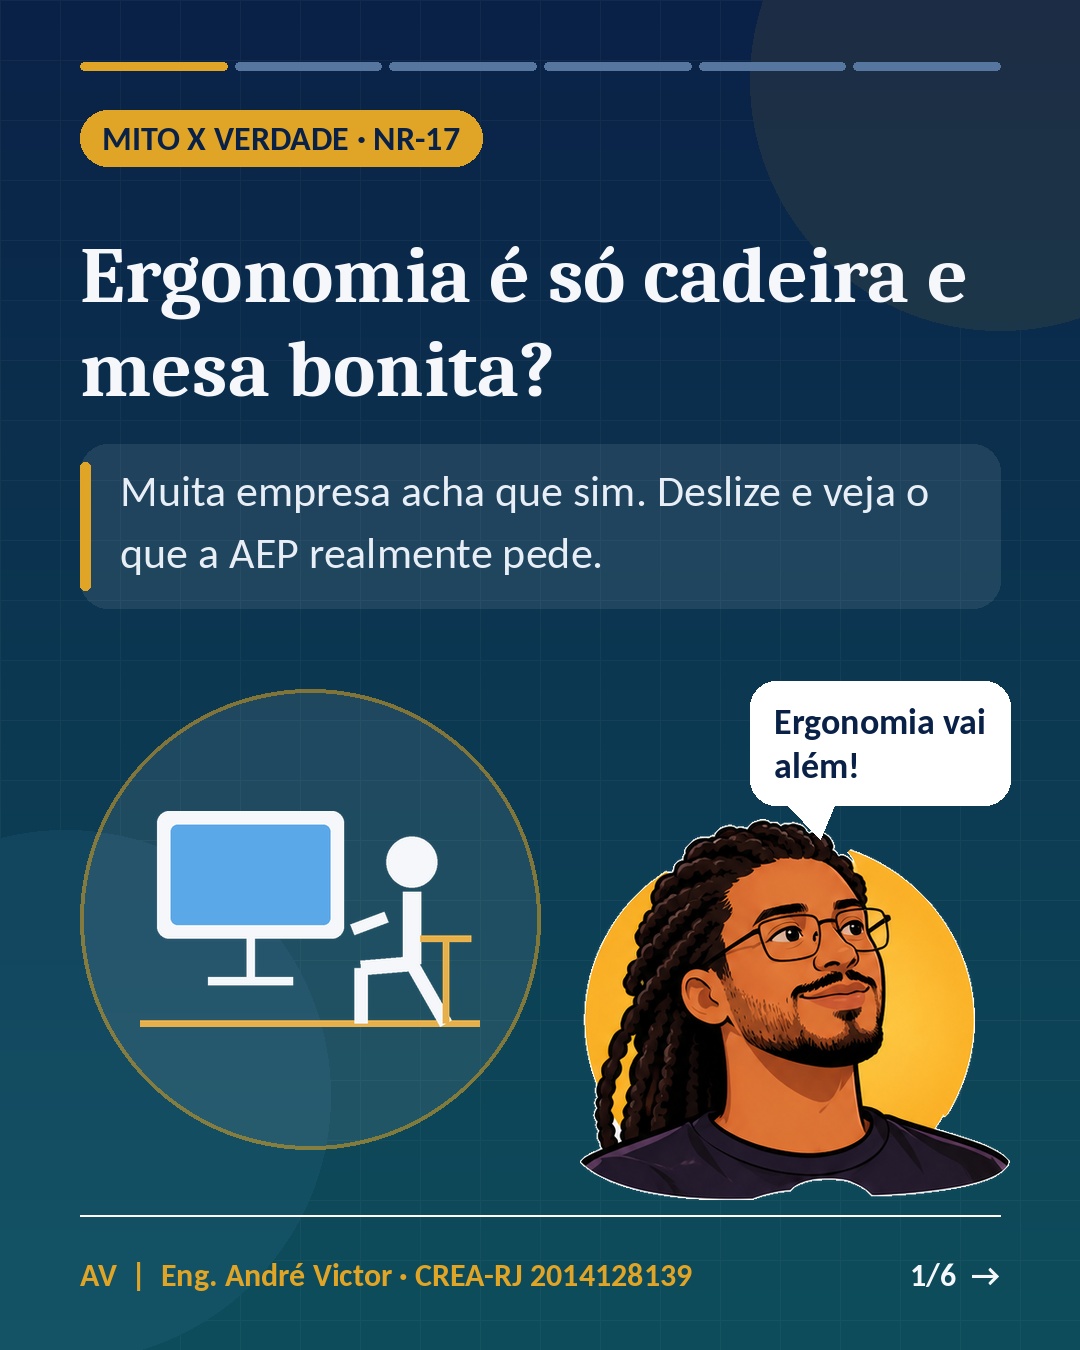 MITO X VERDADE · NR-17
Ergonomia é só cadeira e
mesa bonita?
Muita empresa acha que sim. Deslize e veja o
que a AEP realmente pede.
Ergonomia vai
além!
AV | Eng. André Victor · CREA-RJ 2014128139
1/6 →